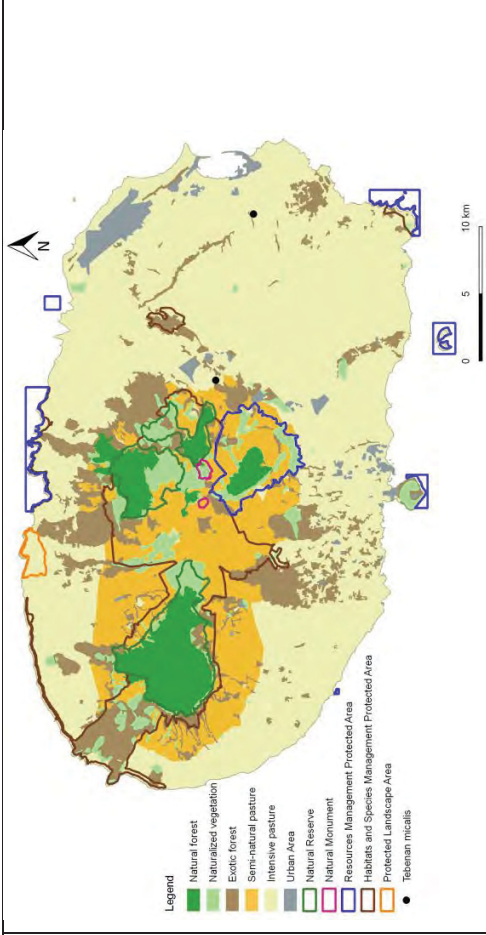 N
0 5 10 km
Legend
Natural forest
Naturalized vegetation
Exotic forest
Semi-natural pasture
Intensive pasture
Urban Area
Natural Reserve
Natural Monument
Resources Management Protected Area
Habitats and Species Management Protected Area
Protected Landscape Area
Tebenan micalis